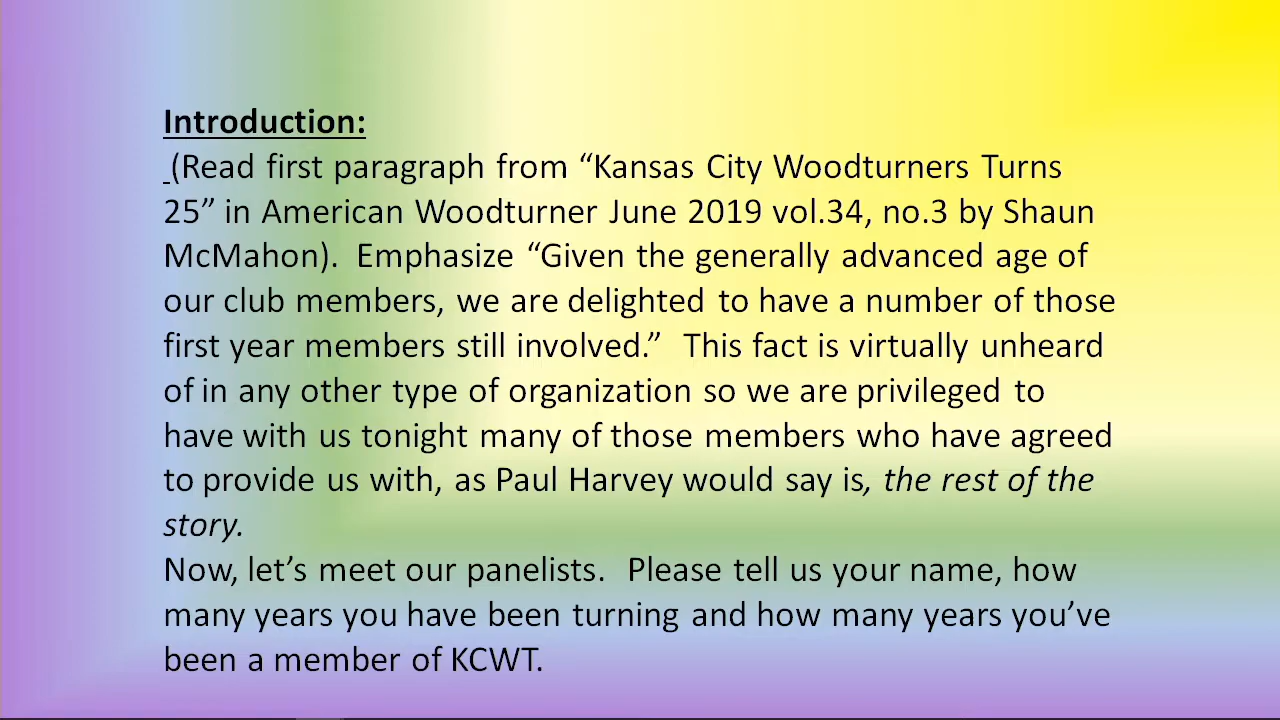 Introduction:
(Read first paragraph from “Kansas City Woodturners Turns
25” in American Woodturner June 2019 vol.34, no.3 by Shaun
McMahon).  Emphasize “Given the generally advanced age of
our club members, we are delighted to have a number of those
first year members still involved.”  This fact is virtually unheard
of in any other type of organization so we are privileged to
have with us tonight many of those members who have agreed
to provide us with, as Paul Harvey would say is, the rest of the
story.
Now, let’s meet our panelists.  Please tell us your name, how
many years you have been turning and how many years you’ve
been a member of KCWT.